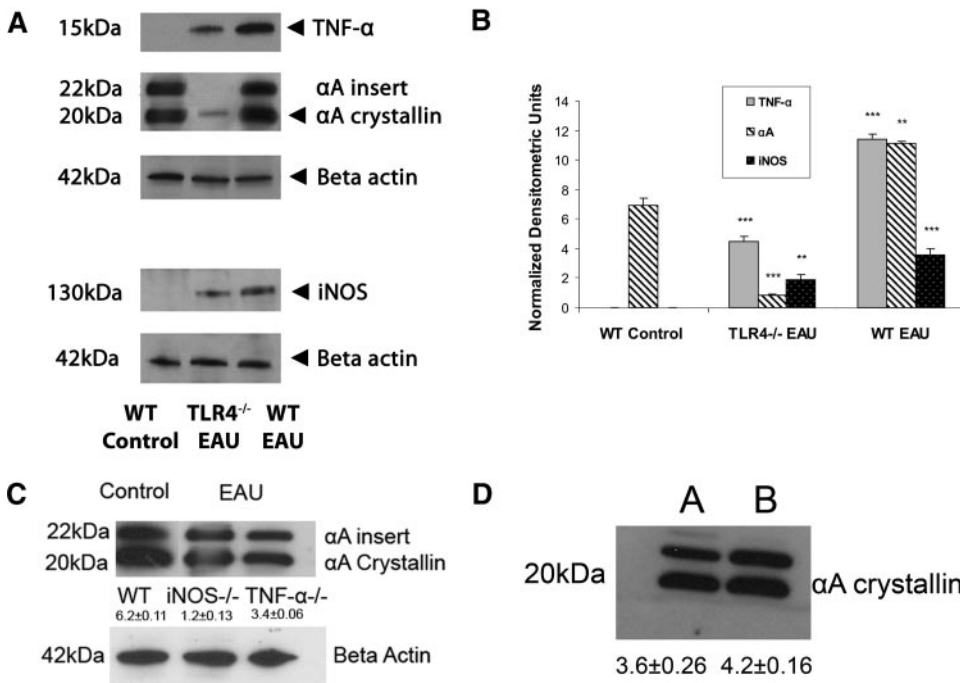 A
15kDa
TNF-α
22kDa
αA insert
20kDa
αA crystallin
42kDa
Beta actin
130kDa
iNOS
42kDa
Beta actin
WT TLR4-/- WT
Control EAU EAU
B
Normalized Densitometric Units
14
12
10
8
6
4
2
0
TNF-α
αA
iNOS
***
***
**
***
**
***
WT Control TLR4-/- EAU WT EAU
C
Control EAU
22kDa αA insert
20kDa αA Crystallin
WT iNOS-/- TNF-α-/-
6.2±0.11 1.2±0.13 3.4±0.06
42kDa Beta Actin
D
A B
20kDa αA crystallin
3.6±0.26 4.2±0.16